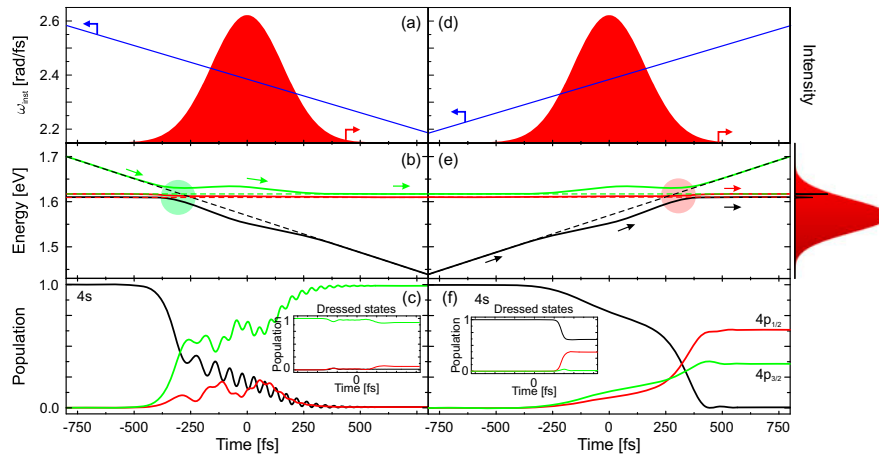 2.6
2.4
2.2
ω_inst [rad/fs]
(a)
(d)
Intensity
1.7
1.6
1.5
Energy [eV]
(b)
(e)
1.0
0.0
Population
4s
(c)
Dressed states
1
0
Population
0
Time [fs]
(f)
4s
Dressed states
1
0
Population
0
Time [fs]
4p1/2
4p3/2
-750
-500
-250
0
250
500
-750
-500
-250
0
250
500
750
Time [fs]
Time [fs]